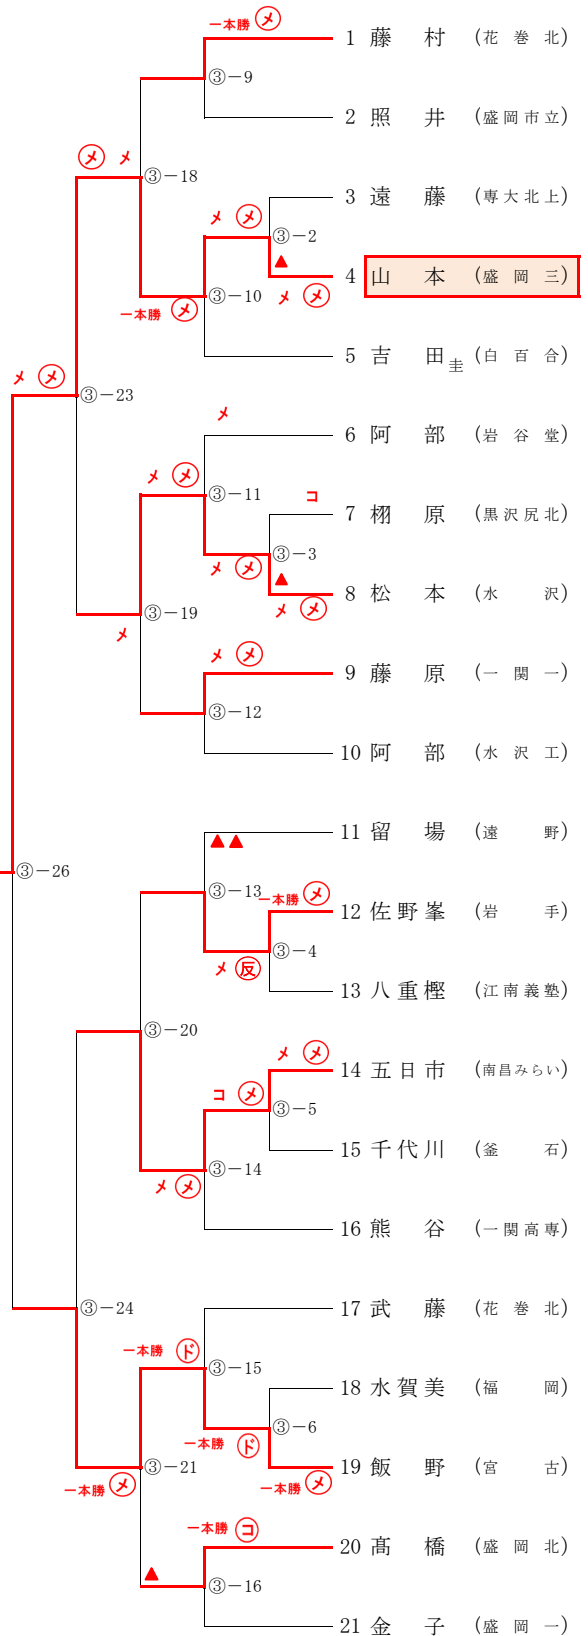 一本勝 メ
1 藤村 (花巻北)
③－9
2 照井 (盛岡市立)
メ メ
③－18
3 遠藤 (専大北上)
メ メ
③－2
▲
4 山本 (盛岡三)
メ メ
③－10
一本勝 メ
5 吉田圭 (白百合)
メ メ
③－23
メ
6 阿部 (岩谷堂)
メ メ
③－11
コ
7 栩原 (黒沢尻北)
③－3
メ メ
▲
8 松本 (水沢)
メ メ
③－19
メ
メ メ
9 藤原 (一関一)
③－12
10 阿部 (水沢工)
11 留場 (遠野)
▲▲
③－26
③－13
一本勝 メ
12 佐野峯 (岩手)
③－4
メ 反
13 八重樫 (江南義塾)
③－20
メ メ
14 五日市 (南昌みらい)
コ メ
③－5
15 千代川 (釜石)
③－14
メ メ
16 熊谷 (一関高専)
③－24
17 武藤 (花巻北)
一本勝 ド
③－15
18 水賀美 (福岡)
③－6
一本勝 ド
19 飯野 (宮古)
③－21
一本勝 メ
一本勝 メ
一本勝 コ
20 髙橋 (盛岡北)
▲
③－16
21 金子 (盛岡一)